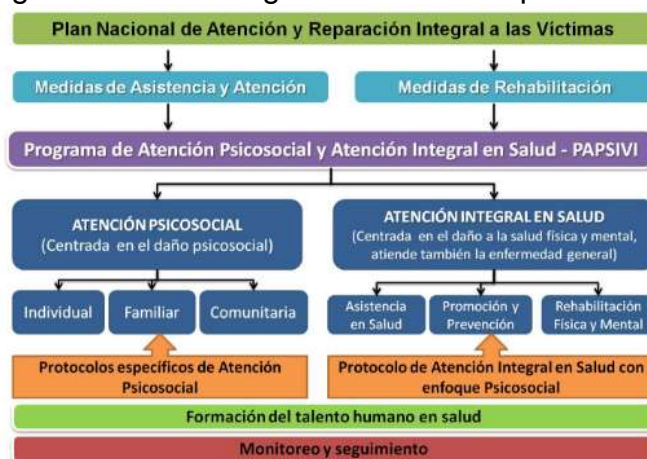 Plan Nacional de Atención y Reparación Integral a las Víctimas
Medidas de Asistencia y Atención
Medidas de Rehabilitación
Programa de Atención Psicosocial y Atención Integral en Salud - PAPSIVI
ATENCIÓN PSICOSOCIAL
(Centrada en el daño psicosocial)
ATENCIÓN INTEGRAL EN SALUD
(Centrada en el daño a la salud física y mental,
atiende también la enfermedad general)
Individual
Familiar
Comunitaria
Asistencia
en Salud
Promoción y
Prevención
Rehabilitación
Física y Mental
Protocolos específicos de Atención
Psicosocial
Protocolo de Atención Integral en Salud con
enfoque Psicosocial
Formación del talento humano en salud
Monitoreo y seguimiento